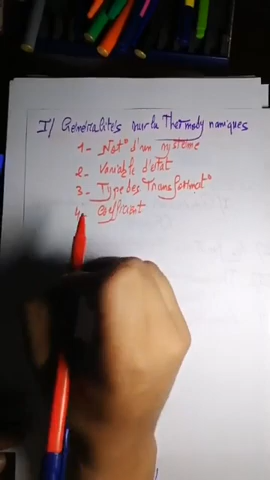 I/ Généralités sur la Thermodynamiques
1- Not° d'un système
2- Variable d'état
3- Type des Transformat°
4- Coefficient